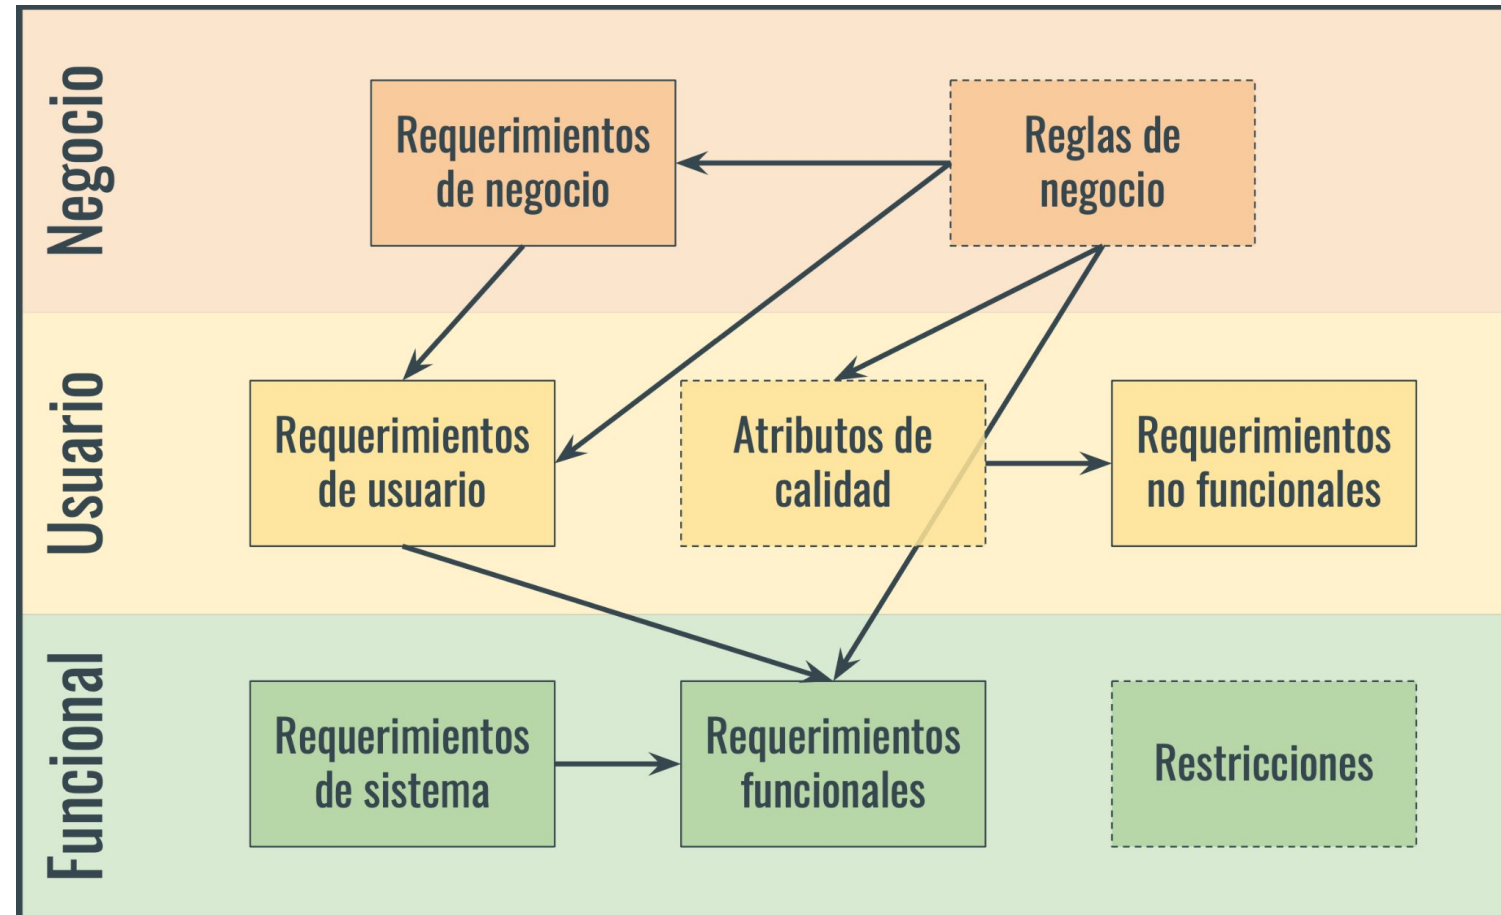 Negocio
Requerimientos
de negocio
Reglas de
negocio
Usuario
Requerimientos
de usuario
Atributos de
calidad
Requerimientos
no funcionales
Funcional
Requerimientos
de sistema
Requerimientos
funcionales
Restricciones